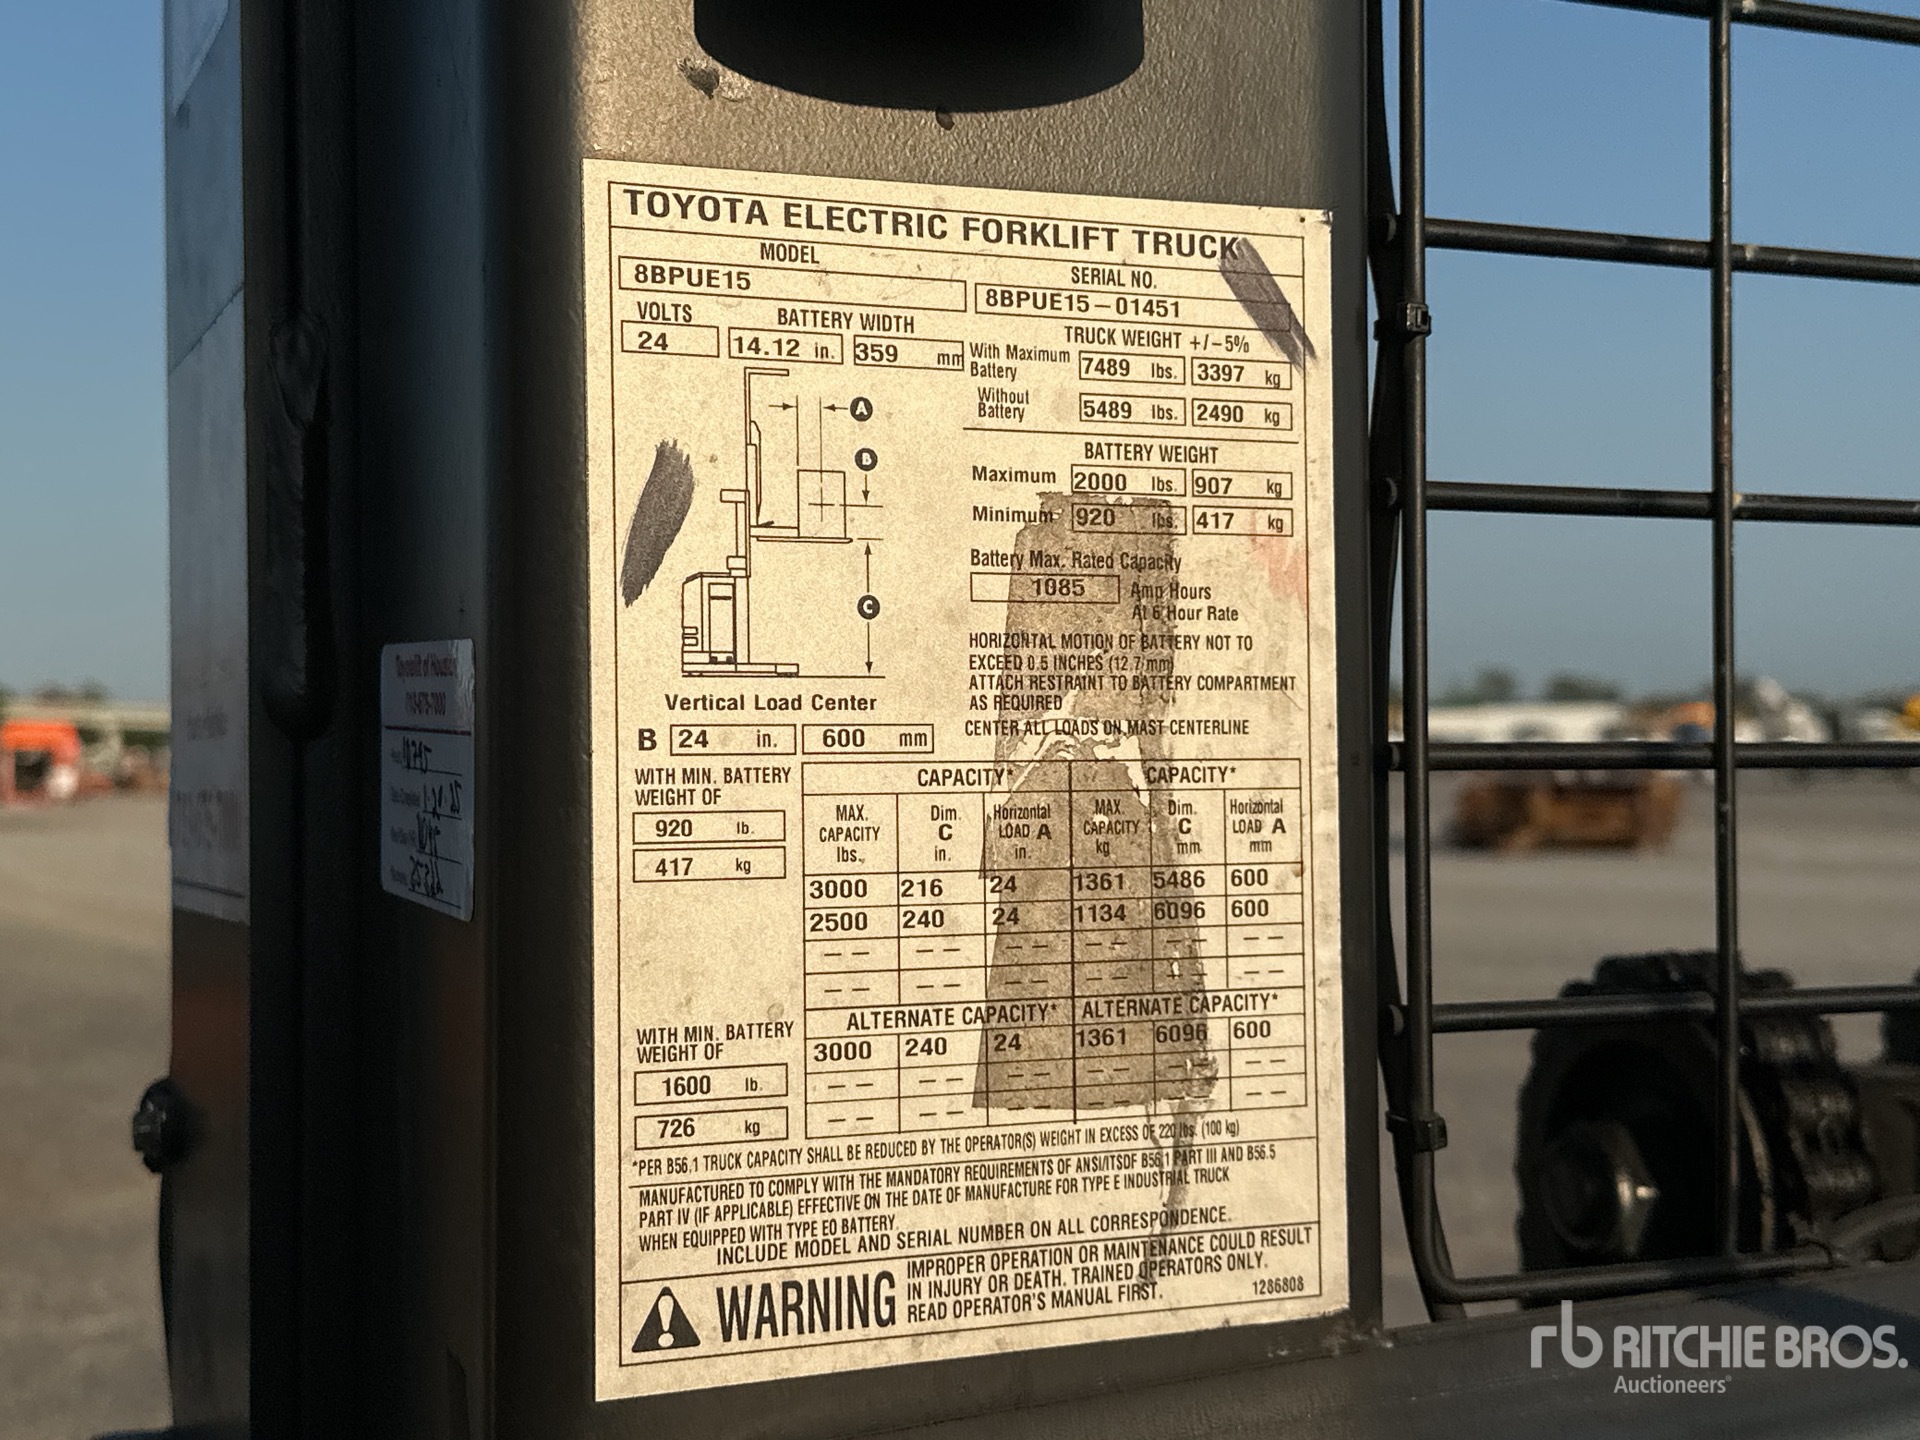 TOYOTA ELECTRIC FORKLIFT TRUCK
MODEL
8BPUE15
SERIAL NO.
8BPUE15-01451
VOLTS
24
BATTERY WIDTH
14.12 in. 359 mm
TRUCK WEIGHT +/-5%
With Maximum Battery 7489 lbs. 3397 kg
Without Battery 5489 lbs. 2490 kg
BATTERY WEIGHT
Maximum 2000 lbs. 907 kg
Minimum 920 lbs. 417 kg
Battery Max. Rated Capacity
1085 Amp Hours
At 6 Hour Rate
A
B
C
HORIZONTAL MOTION OF BATTERY NOT TO
EXCEED 0.5 INCHES (12.7 mm)
ATTACH RESTRAINT TO BATTERY COMPARTMENT
AS REQUIRED
CENTER ALL LOADS ON MAST CENTERLINE
Vertical Load Center
B 24 in. 600 mm
WITH MIN. BATTERY
WEIGHT OF
920 lb.
417 kg
CAPACITY* CAPACITY*
MAX. CAPACITY lbs. Dim. C in. Horizontal LOAD A in. MAX. CAPACITY kg Dim. C mm Horizontal LOAD A mm
3000 216 24 1361 5486 600
2500 240 24 1134 6096 600
-- -- -- -- -- --
-- -- -- -- -- --
WITH MIN. BATTERY
WEIGHT OF
1600 lb.
726 kg
ALTERNATE CAPACITY* ALTERNATE CAPACITY*
3000 240 24 1361 6096 600
-- -- -- -- -- --
-- -- -- -- -- --
*PER B56.1 TRUCK CAPACITY SHALL BE REDUCED BY THE OPERATOR(S) WEIGHT IN EXCESS OF 220 lbs. (100 kg)
MANUFACTURED TO COMPLY WITH THE MANDATORY REQUIREMENTS OF ANSI/ITSDF B56.1 PART III AND B56.5
PART IV (IF APPLICABLE) EFFECTIVE ON THE DATE OF MANUFACTURE FOR TYPE E INDUSTRIAL TRUCK
WHEN EQUIPPED WITH TYPE EO BATTERY.
INCLUDE MODEL AND SERIAL NUMBER ON ALL CORRESPONDENCE.
WARNING
IMPROPER OPERATION OR MAINTENANCE COULD RESULT
IN INJURY OR DEATH. TRAINED OPERATORS ONLY.
READ OPERATOR'S MANUAL FIRST.
1286808
Toyotalift of Houston
713-679-7000
rb RITCHIE BROS.
Auctioneers